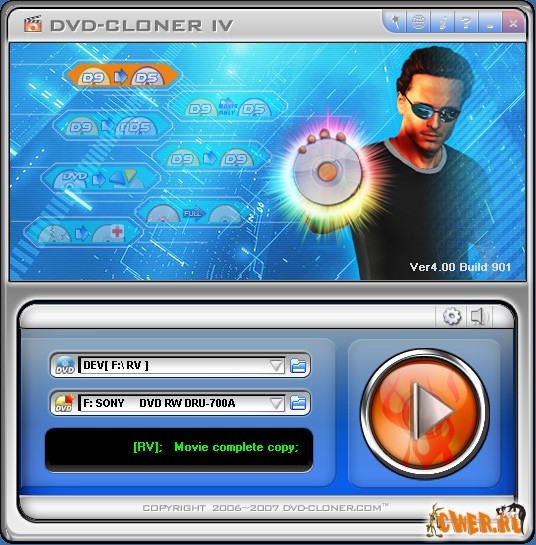 DVD-CLONER IV
D9 D5
D9 MOVIE ONLY D5
D9 D5
D9 D9
DVD
FULL
Ver4.00 Build 901
DVD DEV[ F:\ RV ]
DVD F: SONY DVD RW DRU-700A
[RV]; Movie complete copy;
COPYRIGHT 2006~2007 DVD-CLONER.COM™
CWER.RU